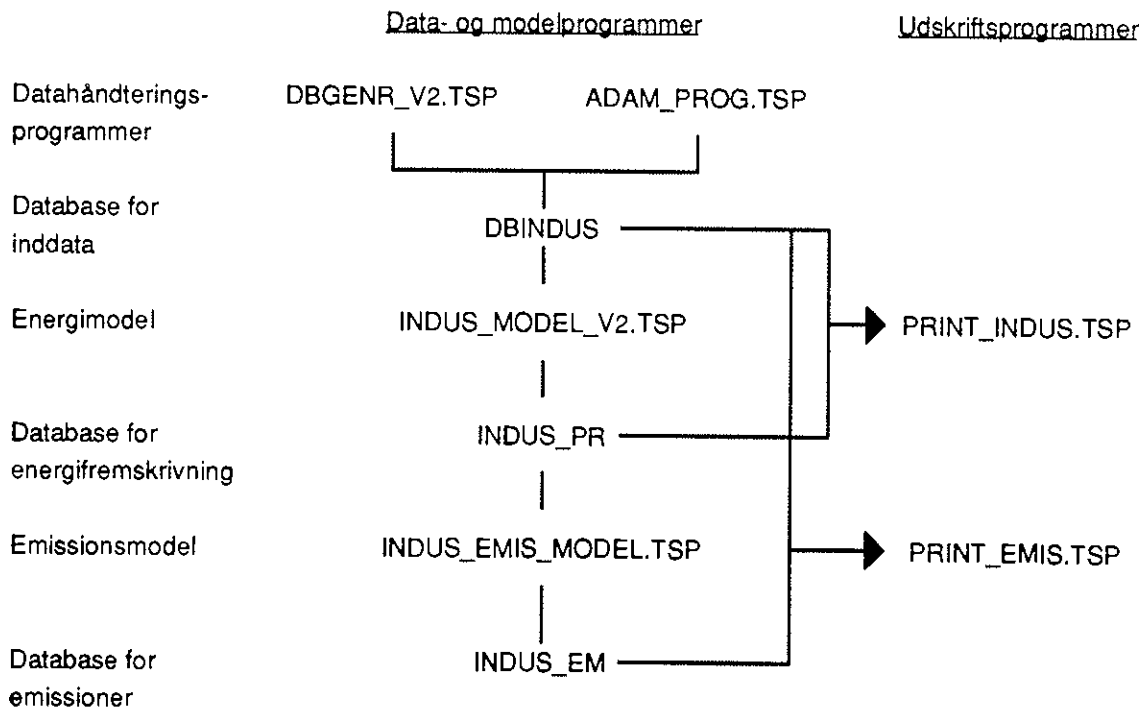 Data- og modelprogrammer
Udskriftsprogrammer
Datahåndterings-
programmer
DBGENR_V2.TSP
ADAM_PROG.TSP
Database for
inddata
DBINDUS
Energimodel
INDUS_MODEL_V2.TSP
PRINT_INDUS.TSP
Database for
energifremskrivning
INDUS_PR
Emissionsmodel
INDUS_EMIS_MODEL.TSP
PRINT_EMIS.TSP
Database for
emissioner
INDUS_EM